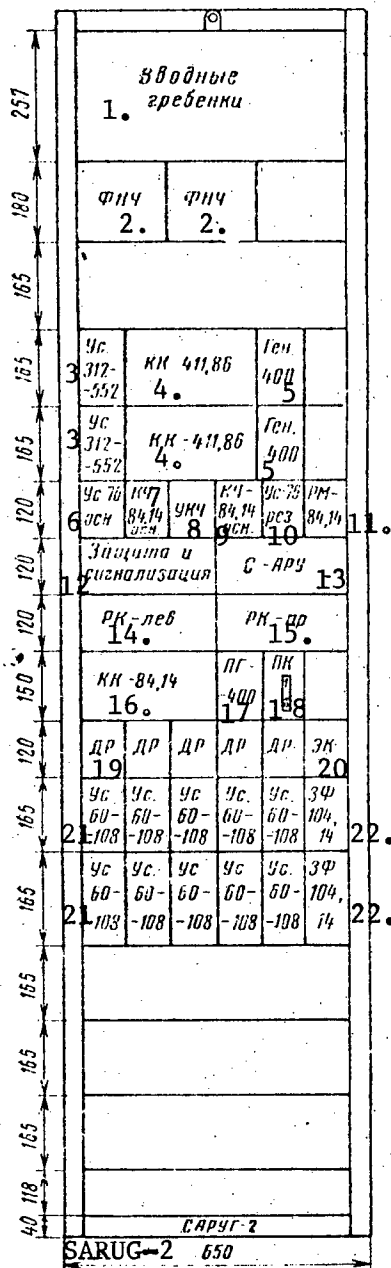 257
Вводные
гребенки
1.
180
ФНЧ
ФНЧ
2.
2.
165
165
Ус. 312- -552
КК 411,86
Ген. 400
3
4.
5
165
Ус 312- -552
КК-411,86
Ген. 400
3
4.
5
120
Ус 76 осн
КЧ 84,14 осн.
УКЧ
КЧ- 84,14
Ус-76 рез
РМ- 84,14
6
7
8
9
10
11.
120
Защита и
сигнализация
С-АРУ
12
13
120
РК-лев
РК-пр
14.
15.
150
КК-84,14
ПГ -400
ПК
16.
17
18
120
ДР
ДР
ДР
ДР
ДР
ЭК
19
20
165
Ус 60- -108
Ус. 60- -108
Ус 60- -108
Ус. 60- -108
Ус. 60- -108
ЗФ 104, 14
21
22.
165
Ус 60- -108
Ус. 60- -108
Ус 60- -108
Ус 60- -108
Ус. 60- -108
ЗФ 104, 14
21
22.
165
165
165
118
40
САРУГ-2
SARUG-2
650